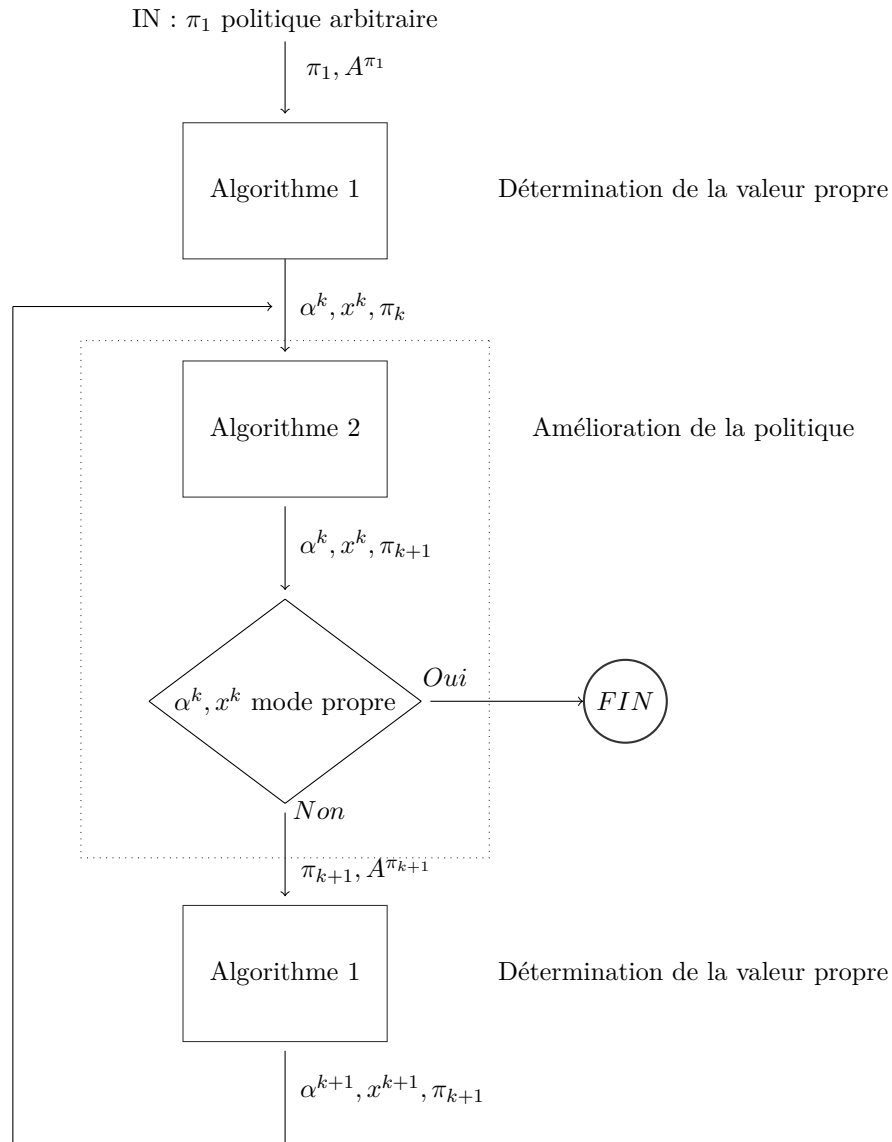 IN : π₁ politique arbitraire
π₁, A^{π₁}
Algorithme 1
Détermination de la valeur propre
α^k, x^k, π_k
Algorithme 2
Amélioration de la politique
α^k, x^k, π_{k+1}
Oui
α^k, x^k mode propre
FIN
Non
π_{k+1}, A^{π_{k+1}}
Algorithme 1
Détermination de la valeur propre
α^{k+1}, x^{k+1}, π_{k+1}